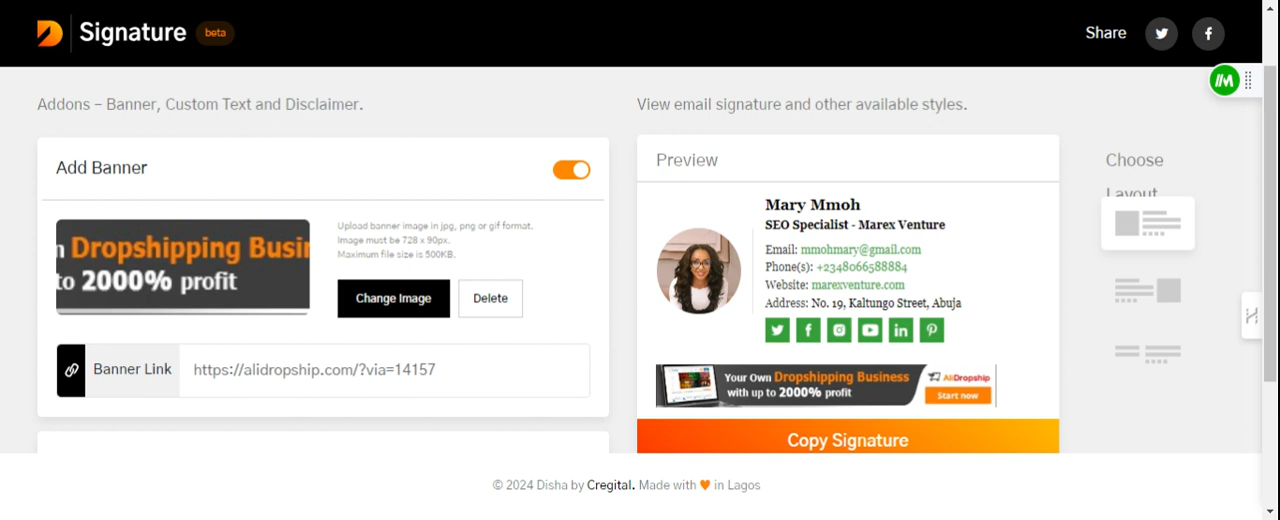 Signature beta
Share
Addons – Banner, Custom Text and Disclaimer.
Add Banner
n Dropshipping Busin
to 2000% profit
Upload banner image in jpg, png or gif format.
Image must be 728 x 90px.
Maximum file size is 500KB.
Change Image
Delete
Banner Link
https://alidropship.com/?via=14157
View email signature and other available styles.
Preview
Mary Mmoh
SEO Specialist - Marex Venture
Email: mmohmary@gmail.com
Phone(s): +2348066588884
Website: marexventure.com
Address: No. 19, Kaltungo Street, Abuja
Your Own Dropshipping Business
with up to 2000% profit
AliDropship
Start now
Copy Signature
Choose
Layout
© 2024 Disha by Cregital. Made with 🧡 in Lagos